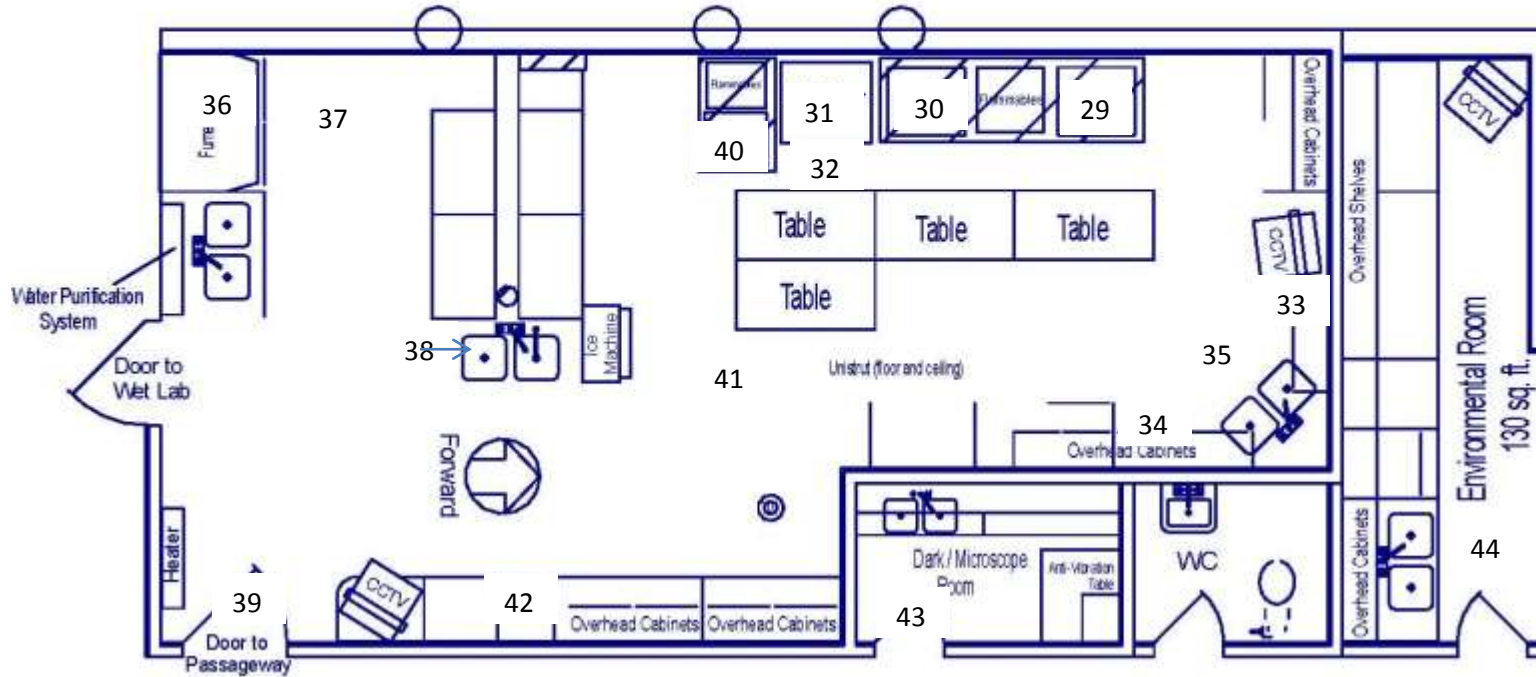 36
Fume
37
31
40
30
Flammables
29
32
Overhead Cabinets
Table
Table
Table
Table
CCTV
33
35
34
Overhead Cabinets
Unistrut (floor and ceiling)
41
38
Ice
Machine
Water Purification
System
Door to
Wet Lab
Forward
Heater
39
Door to
Passageway
CCTV
42
Overhead Cabinets
Overhead Cabinets
Dark / Microscope
Room
43
Anti-Vibration
Table
WC
Overhead Shelves
CCTV
Environmental Room
130 sq. ft.
44
Overhead Cabinets